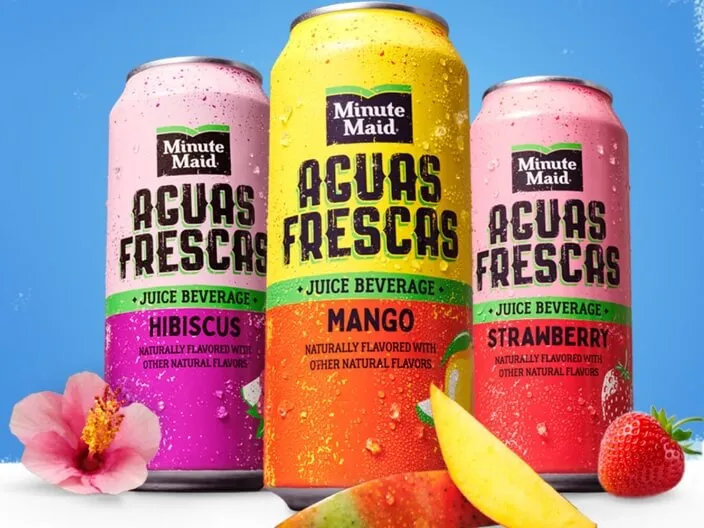 Minute
Maid
AGUAS
FRESCAS
JUICE BEVERAGE
HIBISCUS
NATURALLY FLAVORED WITH
OTHER NATURAL FLAVORS
Minute
Maid
AGUAS
FRESCAS
JUICE BEVERAGE
MANGO
NATURALLY FLAVORED WITH
OTHER NATURAL FLAVORS
Minute
Maid
AGUAS
FRESCAS
JUICE BEVERAGE
STRAWBERRY
NATURALLY FLAVORED WITH
OTHER NATURAL FLAVORS